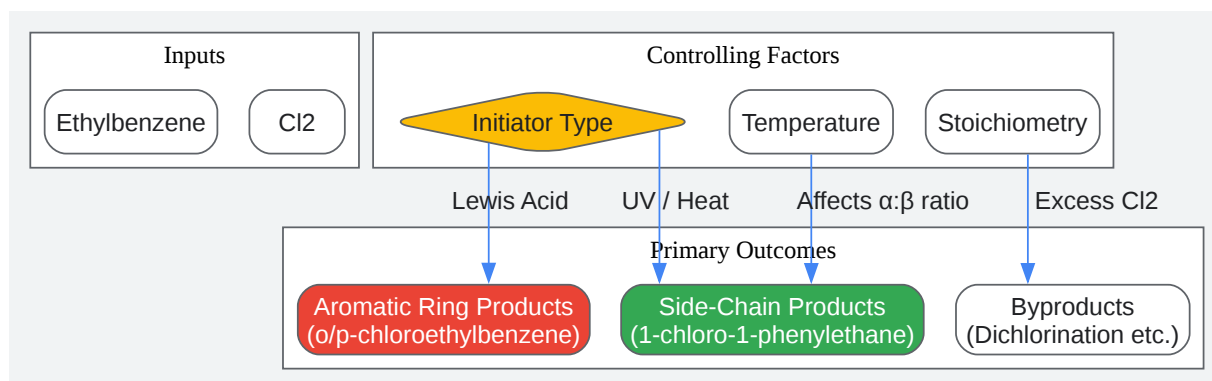 Inputs
Controlling Factors
Ethylbenzene
Cl2
Initiator Type
Temperature
Stoichiometry
Lewis Acid
UV / Heat
Affects α:β ratio
Excess Cl2
Primary Outcomes
Aromatic Ring Products
(o/p-chloroethylbenzene)
Side-Chain Products
(1-chloro-1-phenylethane)
Byproducts
(Dichlorination etc.)